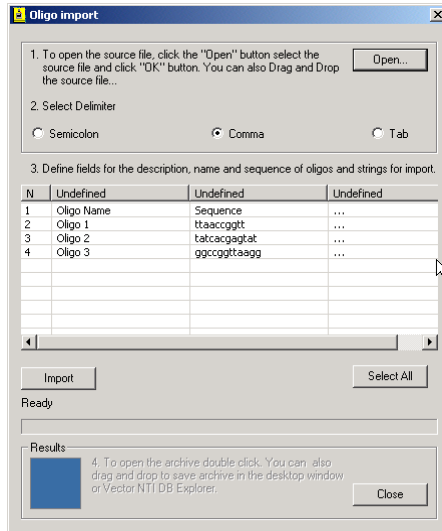 Oligo import
1. To open the source file, click the "Open" button select the
source file and click "OK" button. You can also Drag and Drop
the source file...
Open...
2. Select Delimiter
Semicolon Comma Tab
3. Define fields for the description, name and sequence of oligos and strings for import.
N Undefined Undefined Undefined
1 Oligo Name Sequence ...
2 Oligo 1 ttaaccggtt ...
3 Oligo 2 tatcacgagtat ...
4 Oligo 3 ggccggttaagg ...
Import Select All
Ready
Results
4. To open the archive double click. You can also
drag and drop to save archive in the desktop window
or Vector NTI DB Explorer.
Close